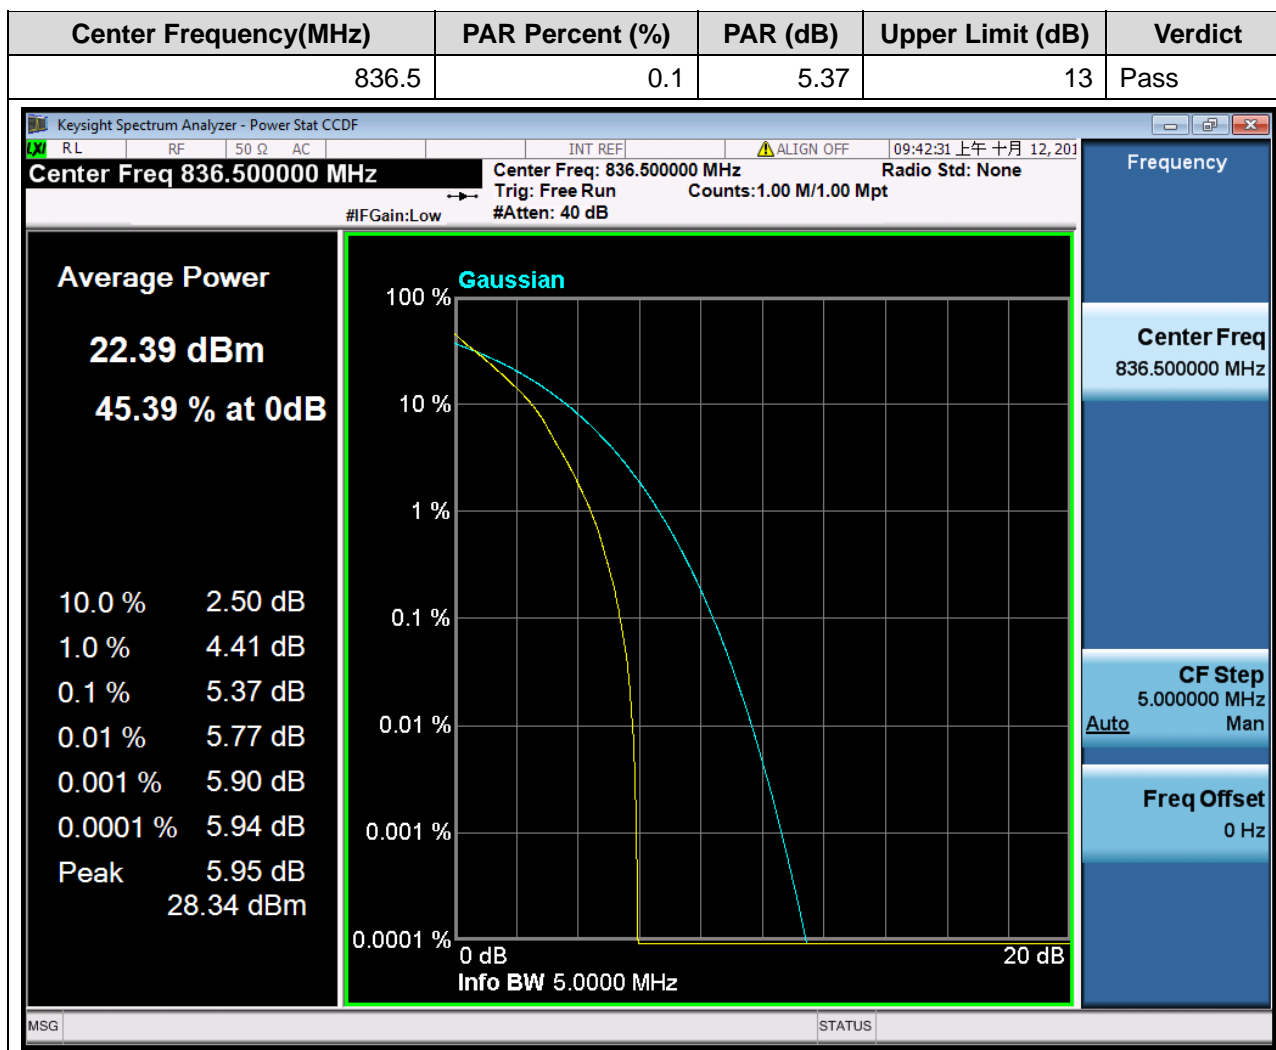 Center Frequency(MHz) PAR Percent (%) PAR (dB) Upper Limit (dB) Verdict
836.5 0.1 5.37 13 Pass
Keysight Spectrum Analyzer - Power Stat CCDF
LXI RL RF 50 Ω AC INT REF ALIGN OFF 09:42:31 上午 十月 12, 201
Center Freq 836.500000 MHz
Center Freq: 836.500000 MHz Radio Std: None
Trig: Free Run Counts:1.00 M/1.00 Mpt
#IFGain:Low #Atten: 40 dB
Frequency
Average Power
22.39 dBm
45.39 % at 0dB
10.0 % 2.50 dB
1.0 % 4.41 dB
0.1 % 5.37 dB
0.01 % 5.77 dB
0.001 % 5.90 dB
0.0001 % 5.94 dB
Peak 5.95 dB
28.34 dBm
Gaussian
100 %
10 %
1 %
0.1 %
0.01 %
0.001 %
0.0001 %
0 dB 20 dB
Info BW 5.0000 MHz
Center Freq
836.500000 MHz
CF Step
5.000000 MHz
Auto Man
Freq Offset
0 Hz
MSG STATUS